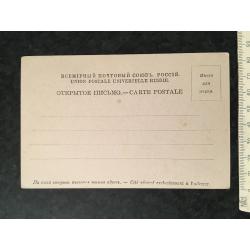 ВСЕМІРНЫЙ ПОЧТОВЫЙ СОЮЗЪ. РОССІЯ.
UNION POSTALE UNIVERSELLE. RUSSIE.
ОТКРЫТОЕ ПИСЬМО.—CARTE POSTALE
Мѣсто
для
марки.
На этой сторонѣ пишется только адресъ. — Côté réservé exclusivement à l'adresse.